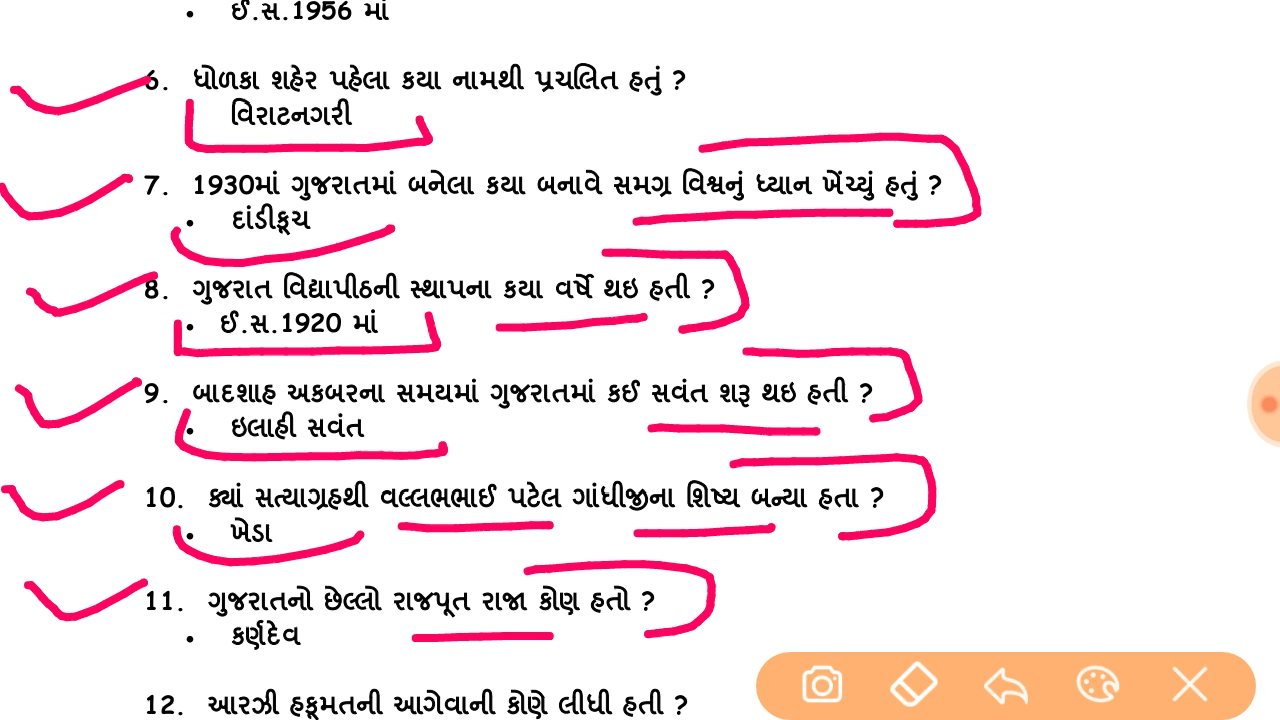 • ઈ.સ.1956 માં
6. ધોળકા શહેર પહેલા કયા નામથી પ્રચલિત હતું ?
વિરાટનગરી
7. 1930માં ગુજરાતમાં બનેલા કયા બનાવે સમગ્ર વિશ્વનું ધ્યાન ખેંચ્યું હતું ?
• દાંડીકૂચ
8. ગુજરાત વિદ્યાપીઠની સ્થાપના કયા વર્ષે થઇ હતી ?
• ઈ.સ.1920 માં
9. બાદશાહ અકબરના સમયમાં ગુજરાતમાં કઈ સવંત શરૂ થઇ હતી ?
• ઇલાહી સવંત
10. ક્યાં સત્યાગ્રહથી વલ્લભભાઈ પટેલ ગાંધીજીના શિષ્ય બન્યા હતા ?
• ખેડા
11. ગુજરાતનો છેલ્લો રાજપૂત રાજા કોણ હતો ?
• કર્ણદેવ
12. આરઝી હકૂમતની આગેવાની કોણે લીધી હતી ?